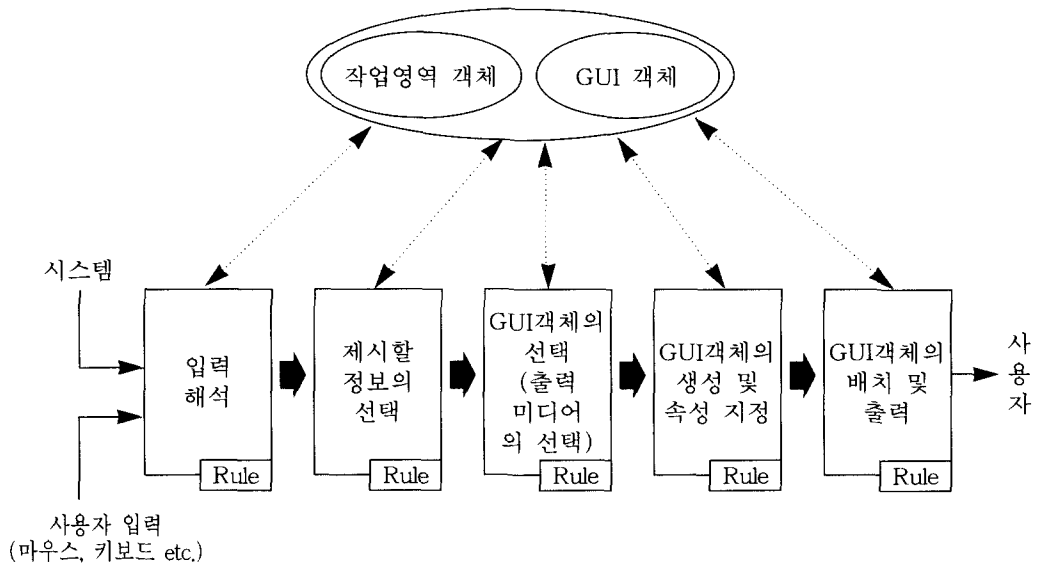 작업영역 객체
GUI 객체
시스템
입력
해석
Rule
제시할
정보의
선택
Rule
GUI객체의
선택
(출력
미디어
의 선택)
Rule
GUI객체의
생성 및
속성 지정
Rule
GUI객체의
배치 및
출력
Rule
사
용
자
사용자 입력
(마우스, 키보드 etc.)